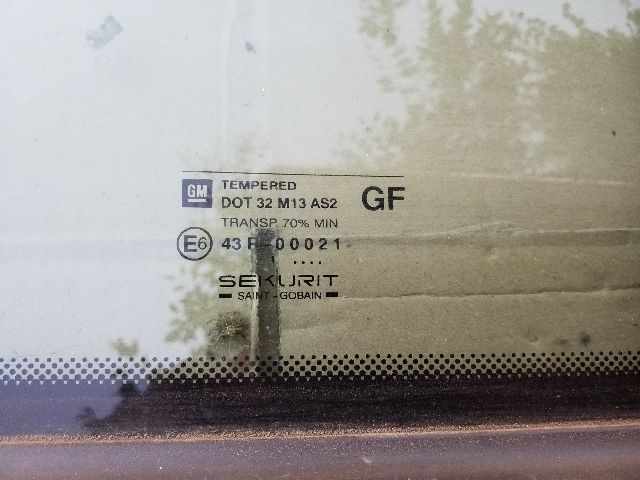 GM TEMPERED
DOT 32 M13 AS2 GF
TRANSP. 70% MIN
E6 43 R-00021
SEKURIT
SAINT-GOBAIN